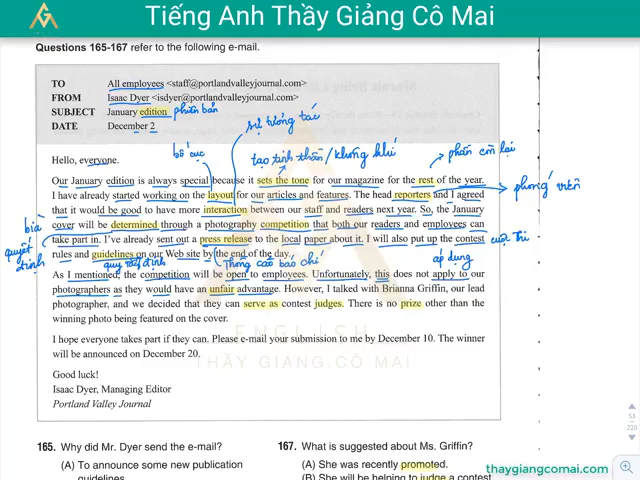 Tiếng Anh Thầy Giảng Cô Mai
Questions 165-167 refer to the following e-mail.
TO All employees <staff@portlandvalleyjournal.com>
FROM Isaac Dyer <isdyer@portlandvalleyjournal.com>
SUBJECT January edition phiên bản
DATE December 2
sự tương tác
Hello, everyone.
bố cục
tạo tinh thần / không khí
phần còn lại
Our January edition is always special because it sets the tone for our magazine for the rest of the year.
I have already started working on the layout for our articles and features. The head reporters and I agreed
phóng viên
that it would be good to have more interaction between our staff and readers next year. So, the January
bìa
cover will be determined through a photography competition that both our readers and employees can
quyết định
take part in. I've already sent out a press release to the local paper about it. I will also put up the contest
cuộc thi
rules and guidelines on our Web site by the end of the day.
quy định
thông cáo báo chí
áp dụng
As I mentioned, the competition will be open to employees. Unfortunately, this does not apply to our
photographers as they would have an unfair advantage. However, I talked with Brianna Griffin, our lead
photographer, and we decided that they can serve as contest judges. There is no prize other than the
winning photo being featured on the cover.
ENGLISH
THẦY GIẢNG.CÔ MAI
I hope everyone takes part if they can. Please e-mail your submission to me by December 10. The winner
will be announced on December 20.
Good luck!
Isaac Dyer, Managing Editor
Portland Valley Journal
53
220
165. Why did Mr. Dyer send the e-mail?
(A) To announce some new publication
guidelines
167. What is suggested about Ms. Griffin?
(A) She was recently promoted.
(B) She will be helping to judge a contest
thaygiangcomai.com